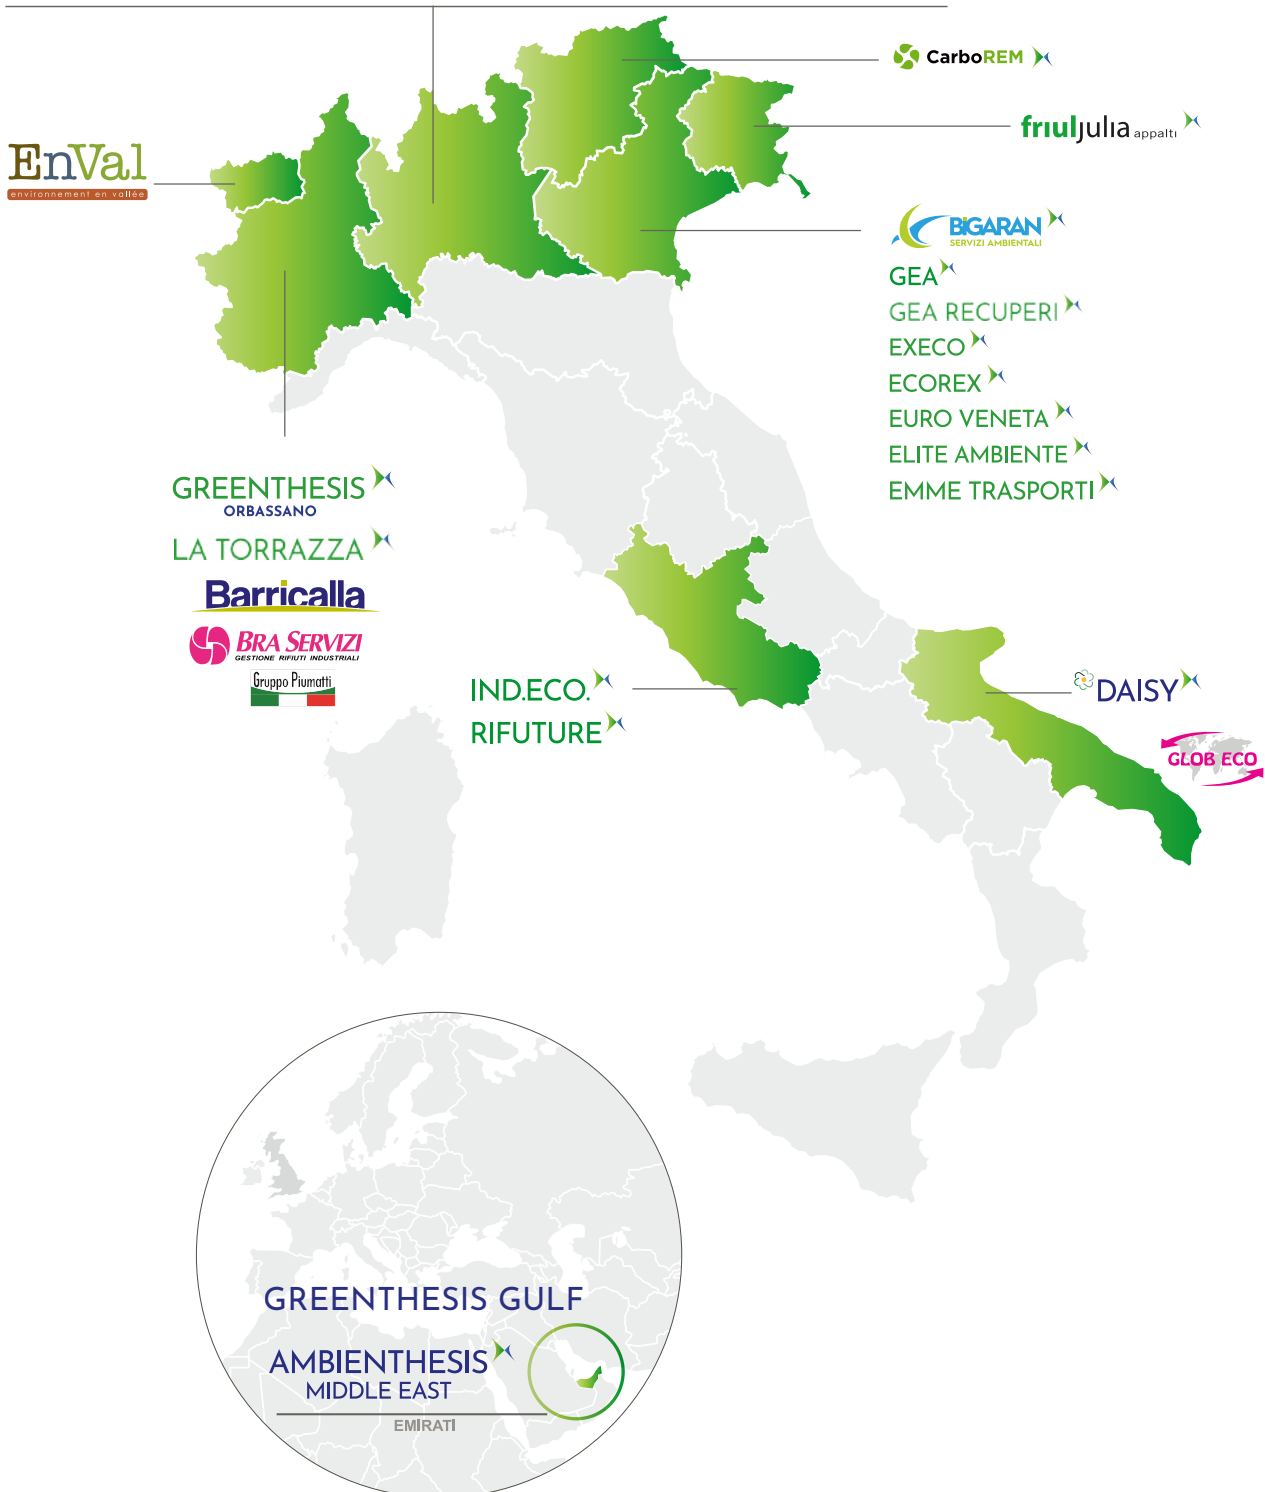 CarboREM
friuljulia appalti
EnVal
environnement en vallée
BIGARAN
SERVIZI AMBIENTALI
GEA
GEA RECUPERI
EXECO
ECOREX
EURO VENETA
ELITE AMBIENTE
EMME TRASPORTI
GREENTHESIS
ORBASSANO
LA TORRAZZA
Barricalla
BRA SERVIZI
GESTIONE RIFIUTI INDUSTRIALI
Gruppo Piumatti
IND.ECO.
RIFUTURE
DAISY
GLOB ECO
GREENTHESIS GULF
AMBIENTHESIS
MIDDLE EAST
EMIRATI